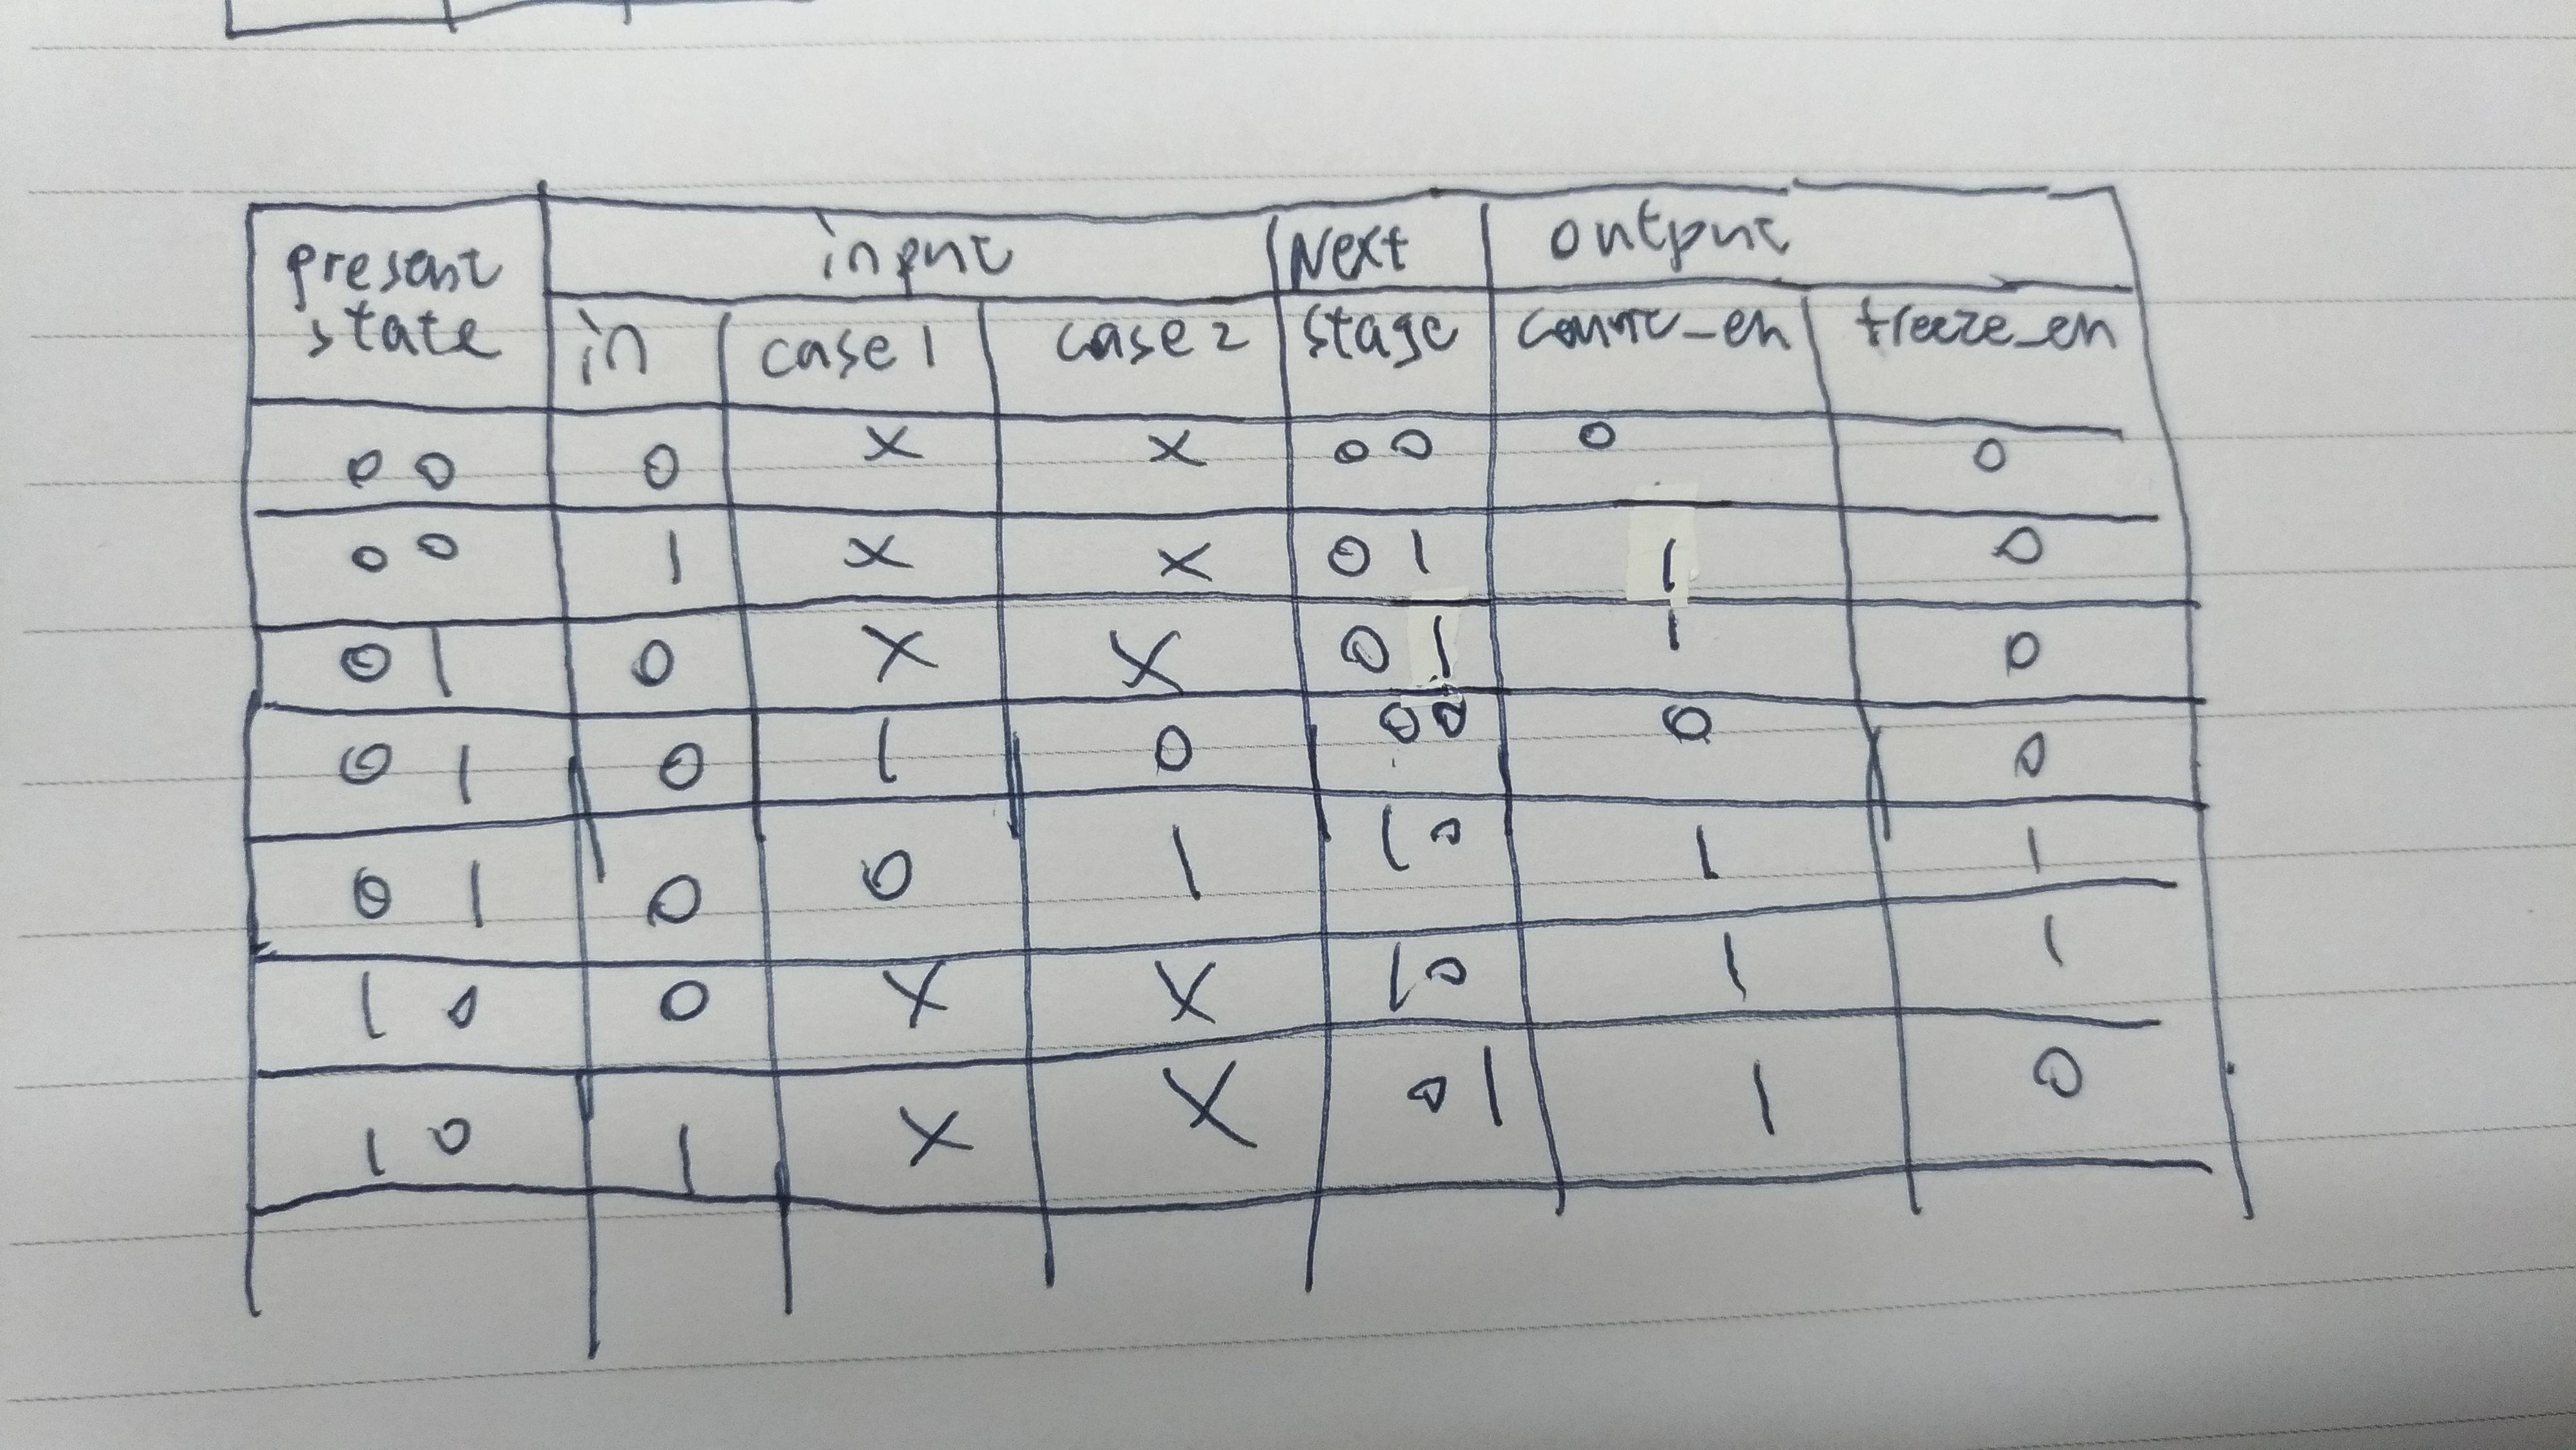 present state input Next stage output
in case1 case2 count_en freeze_en
00 0 x x 00 0 0
00 1 x x 01 1 0
01 0 x x 01 1 0
01 0 1 0 00 0 0
01 0 0 1 10 1 1
10 0 x x 10 1 1
10 1 x x 01 1 0